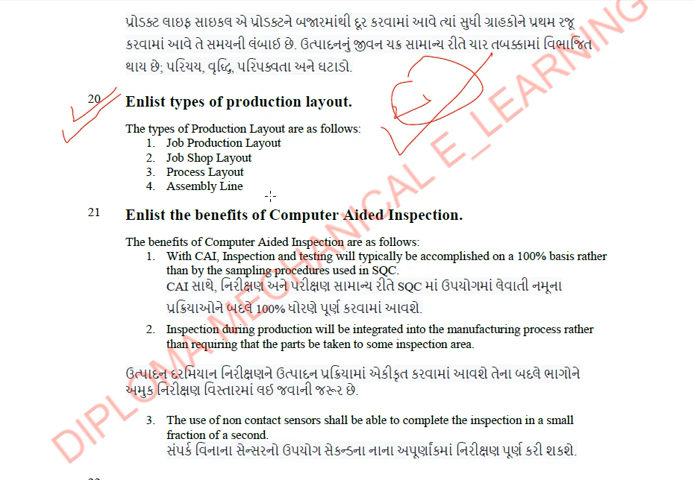 પ્રોડક્ટ લાઇફ સાઇકલ એ પ્રોડક્ટને બજારમાંથી દૂર કરવામાં આવે ત્યાં સુધી ગ્રાહકોને પ્રથમ રજૂ
કરવામાં આવે તે સમયની લંબાઈ છે. ઉત્પાદનનું જીવન ચક્ર સામાન્ય રીતે ચાર તબક્કામાં વિભાજિત
થાય છે; પરિચય, વૃદ્ધિ, પરિપક્વતા અને ઘટાડો.
20 Enlist types of production layout.
The types of Production Layout are as follows:
1. Job Production Layout
2. Job Shop Layout
3. Process Layout
4. Assembly Line
21 Enlist the benefits of Computer Aided Inspection.
The benefits of Computer Aided Inspection are as follows:
1. With CAI, Inspection and testing will typically be accomplished on a 100% basis rather
than by the sampling procedures used in SQC.
CAI સાથે, નિરીક્ષણ અને પરીક્ષણ સામાન્ય રીતે SQC માં ઉપયોગમાં લેવાતી નમૂના
પ્રક્રિયાઓને બદલે 100% ધોરણે પૂર્ણ કરવામાં આવશે.
2. Inspection during production will be integrated into the manufacturing process rather
than requiring that the parts be taken to some inspection area.
ઉત્પાદન દરમિયાન નિરીક્ષણને ઉત્પાદન પ્રક્રિયામાં એકીકૃત કરવામાં આવશે તેના બદલે ભાગોને
અમુક નિરીક્ષણ વિસ્તારમાં લઈ જવાની જરૂર છે.
3. The use of non contact sensors shall be able to complete the inspection in a small
fraction of a second.
સંપર્ક વિનાના સેન્સરનો ઉપયોગ સેકન્ડના નાના અપૂર્ણાંકમાં નિરીક્ષણ પૂર્ણ કરી શકશે.
DIPLOMA MECHANICAL E_LEARNING